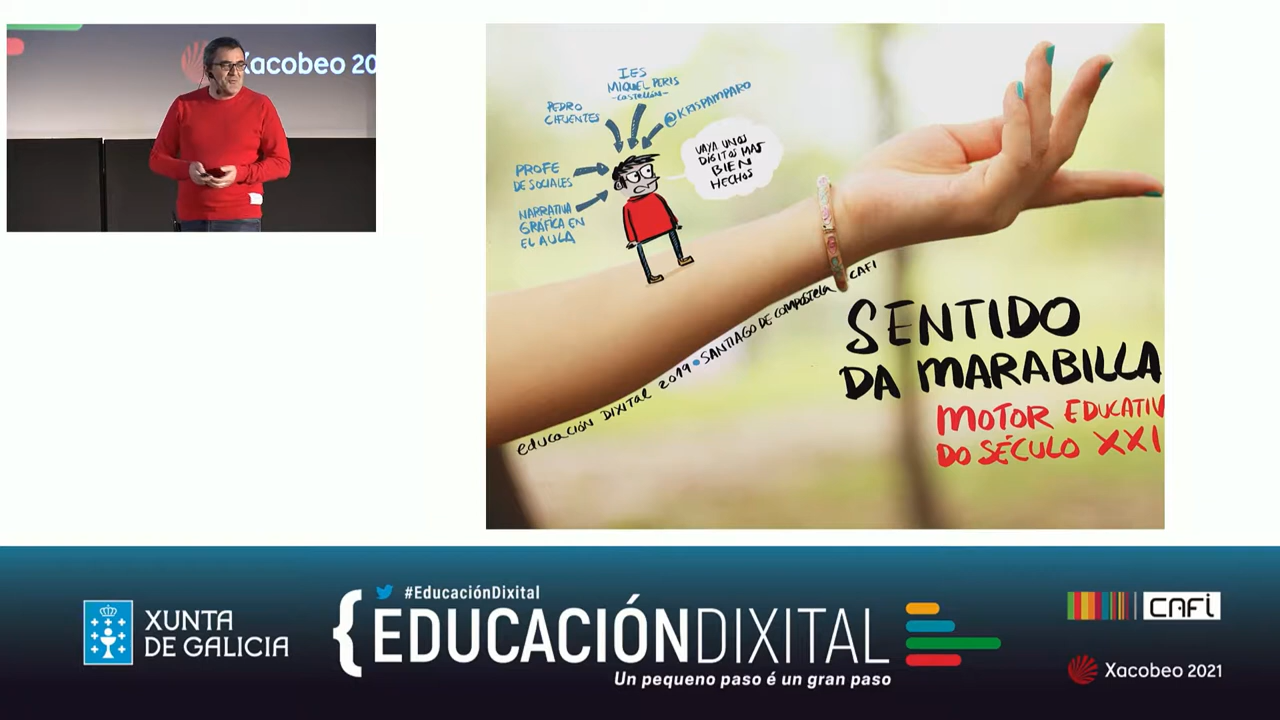 Xacobeo 20
IES
MIQUEL PERIS
-CASTELLÓN-
PEDRO
CIFUENTES
@KRISPAMPARO
PROFE
DE SOCIALES
NARRATIVA
GRÁFICA EN
EL AULA
VAYA UNOS
DIGITOS MAS
BIEN
HECHOS
EDUCACIÓN DIXITAL 2019 • SANTIAGO DE COMPOSTELA CAFI
SENTIDO
DA MARABILLA
MOTOR EDUCATIV
DO SÉCULO XXI
XUNTA
DE GALICIA
#EducaciónDixital
{EDUCACIÓNDIXITAL
Un pequeno paso é un gran paso
CAFi
Xacobeo 2021